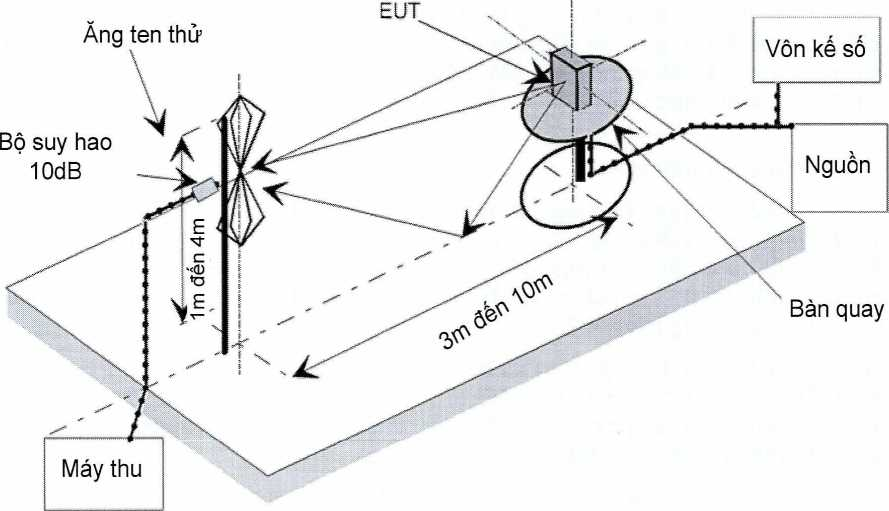 EUT
Ăng ten thử
Vôn kế số
Bộ suy hao
10dB
Nguồn
1m đến 4m
3m đến 10m
Bàn quay
Máy thu